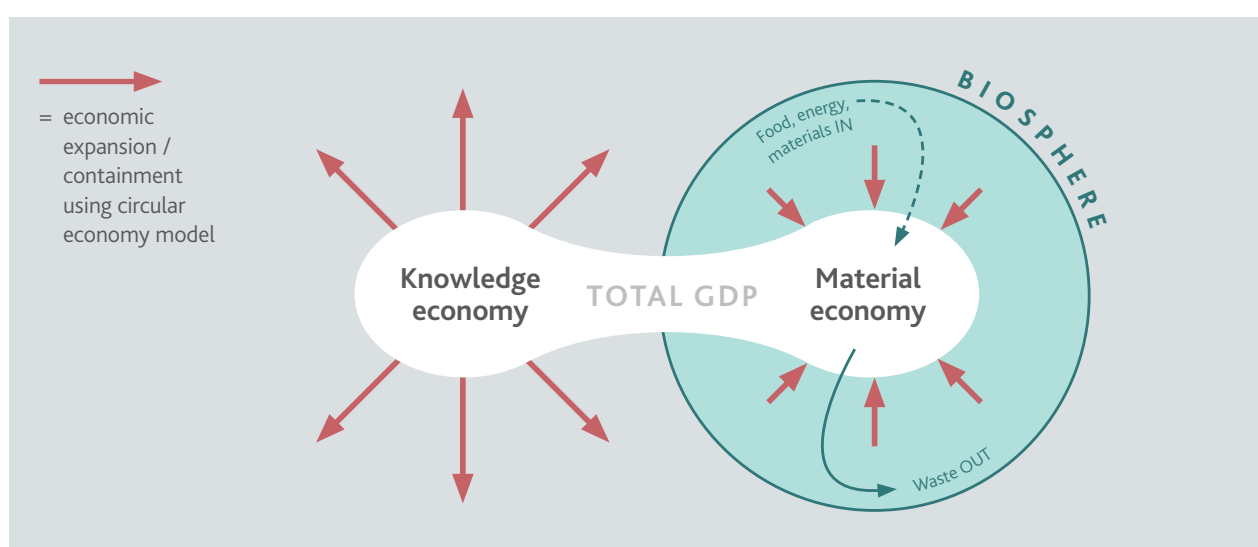 = economic
expansion /
containment
using circular
economy model
Knowledge
economy
TOTAL GDP
Material
economy
Food, energy,
materials IN
BIOSPHERE
Waste OUT